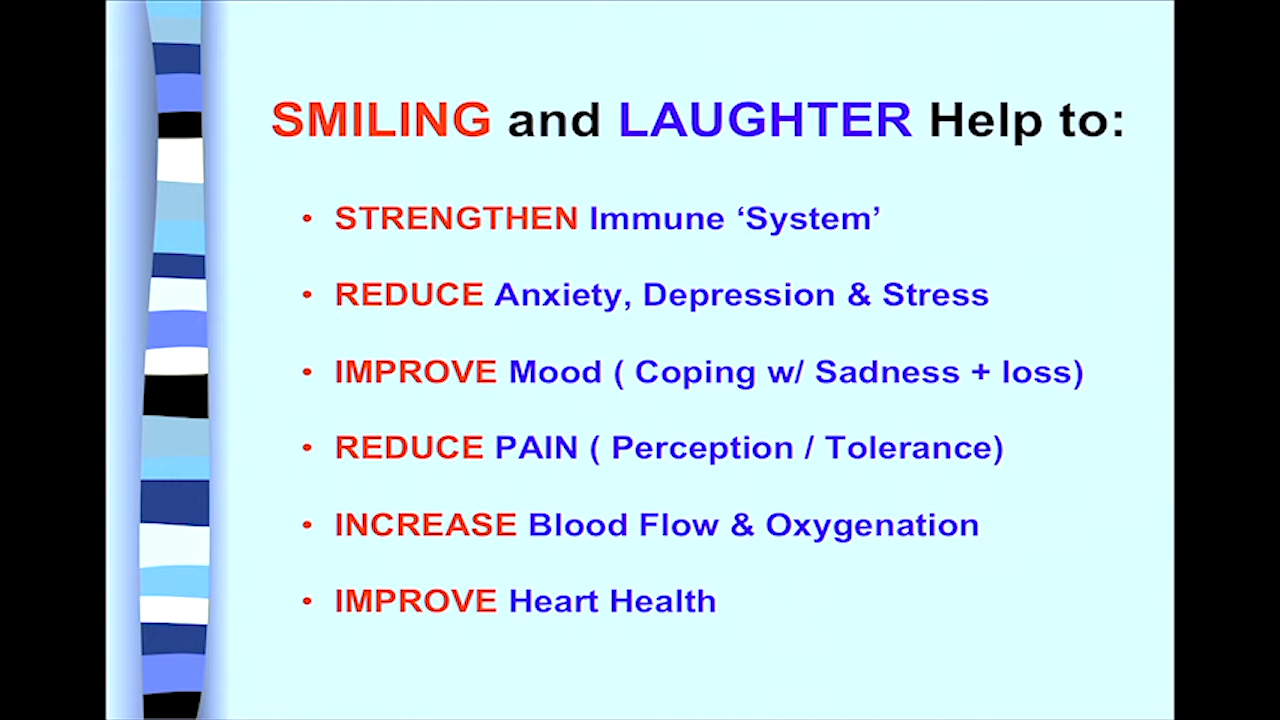 SMILING and LAUGHTER Help to:
• STRENGTHEN Immune ‘System’
• REDUCE Anxiety, Depression & Stress
• IMPROVE Mood ( Coping w/ Sadness + loss)
• REDUCE PAIN ( Perception / Tolerance)
• INCREASE Blood Flow & Oxygenation
• IMPROVE Heart Health